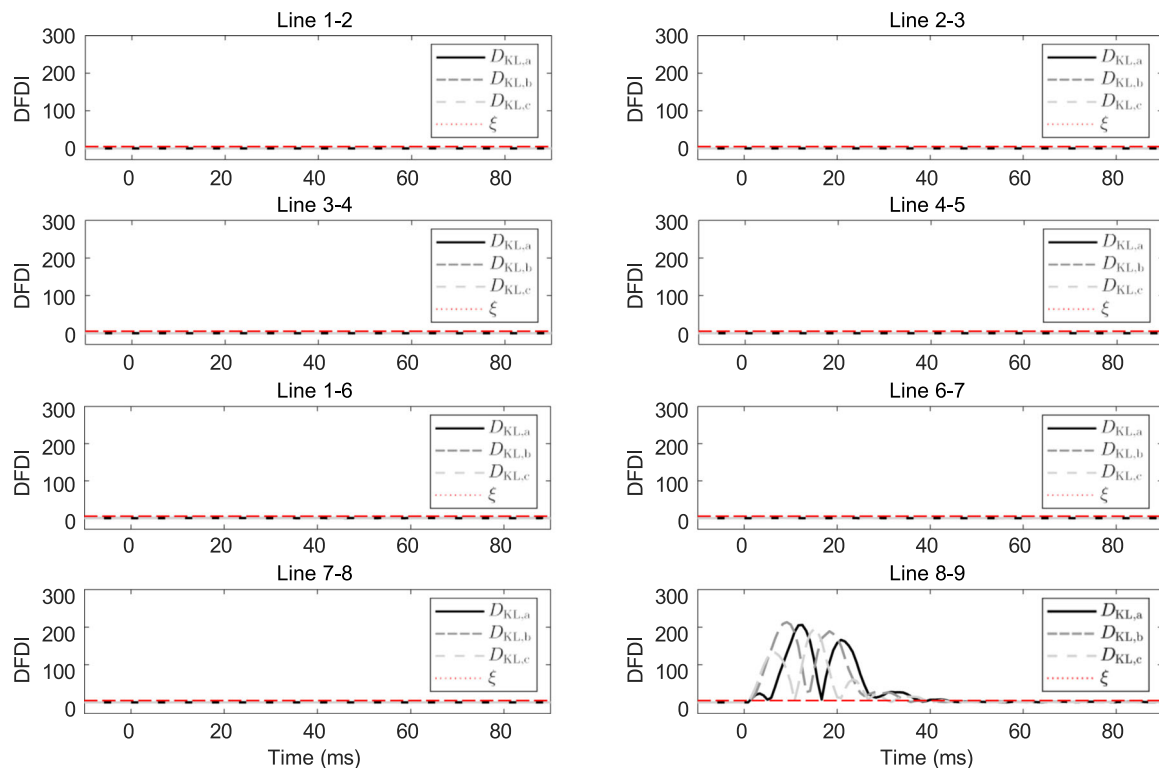 Line 1-2
300
200
100
0
DFDI
D_KL,a
D_KL,b
D_KL,c
ξ
0 20 40 60 80
Line 2-3
300
200
100
0
DFDI
D_KL,a
D_KL,b
D_KL,c
ξ
0 20 40 60 80
Line 3-4
300
200
100
0
DFDI
D_KL,a
D_KL,b
D_KL,c
ξ
0 20 40 60 80
Line 4-5
300
200
100
0
DFDI
D_KL,a
D_KL,b
D_KL,c
ξ
0 20 40 60 80
Line 1-6
300
200
100
0
DFDI
D_KL,a
D_KL,b
D_KL,c
ξ
0 20 40 60 80
Line 6-7
300
200
100
0
DFDI
D_KL,a
D_KL,b
D_KL,c
ξ
0 20 40 60 80
Line 7-8
300
200
100
0
DFDI
D_KL,a
D_KL,b
D_KL,c
ξ
0 20 40 60 80
Time (ms)
Line 8-9
300
200
100
0
DFDI
D_KL,a
D_KL,b
D_KL,c
ξ
0 20 40 60 80
Time (ms)